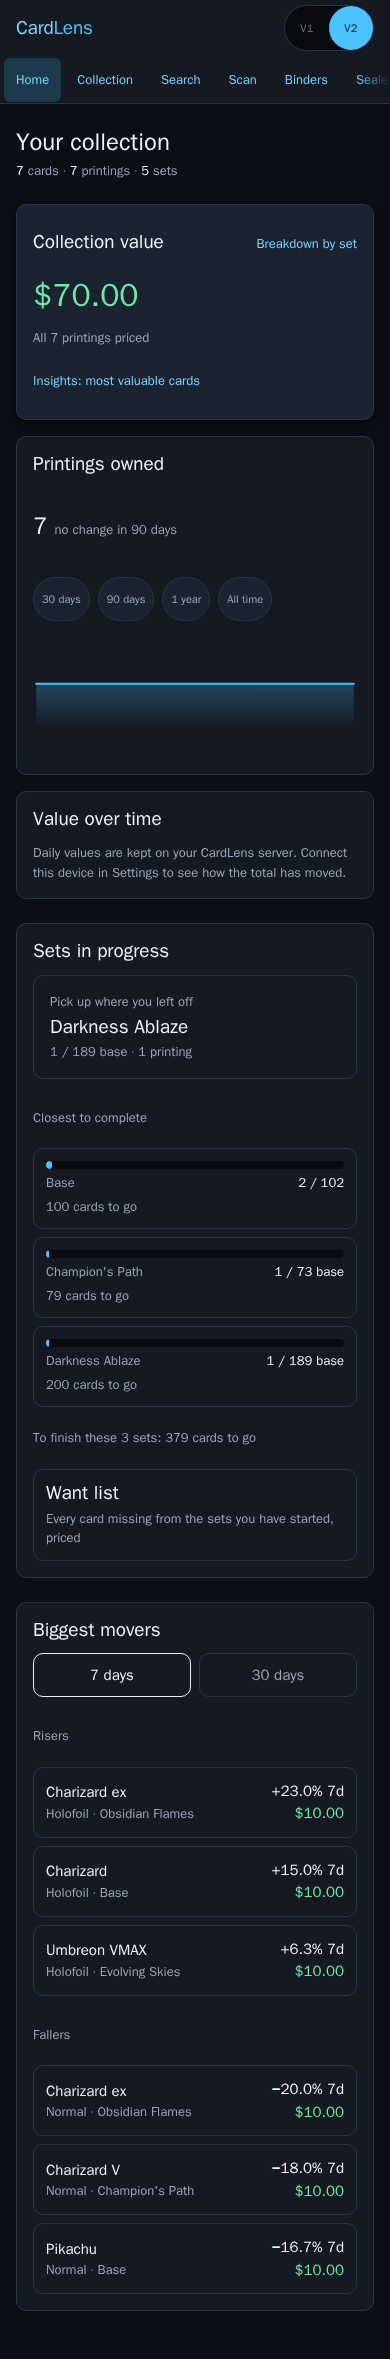 CardLens
V1 V2
Home Collection Search Scan Binders Seale
Your collection
7 cards · 7 printings · 5 sets
Collection value Breakdown by set
$70.00
All 7 printings priced
Insights: most valuable cards
Printings owned
7 no change in 90 days
30 days 90 days 1 year All time
Value over time
Daily values are kept on your CardLens server. Connect
this device in Settings to see how the total has moved.
Sets in progress
Pick up where you left off
Darkness Ablaze
1 / 189 base · 1 printing
Closest to complete
Base 2 / 102
100 cards to go
Champion's Path 1 / 73 base
79 cards to go
Darkness Ablaze 1 / 189 base
200 cards to go
To finish these 3 sets: 379 cards to go
Want list
Every card missing from the sets you have started,
priced
Biggest movers
7 days 30 days
Risers
Charizard ex +23.0% 7d
Holofoil · Obsidian Flames $10.00
Charizard +15.0% 7d
Holofoil · Base $10.00
Umbreon VMAX +6.3% 7d
Holofoil · Evolving Skies $10.00
Fallers
Charizard ex −20.0% 7d
Normal · Obsidian Flames $10.00
Charizard V −18.0% 7d
Normal · Champion's Path $10.00
Pikachu −16.7% 7d
Normal · Base $10.00